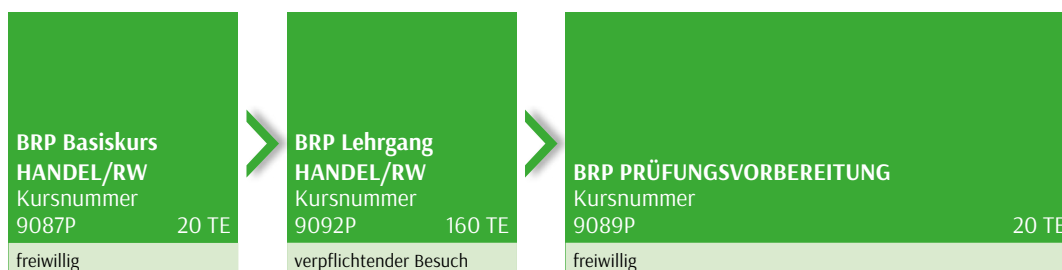 BRP Basiskurs
HANDEL/RW
Kursnummer
9087P 20 TE
freiwillig
BRP Lehrgang
HANDEL/RW
Kursnummer
9092P 160 TE
verpflichtender Besuch
BRP PRÜFUNGSVORBEREITUNG
Kursnummer
9089P 20 TE
freiwillig